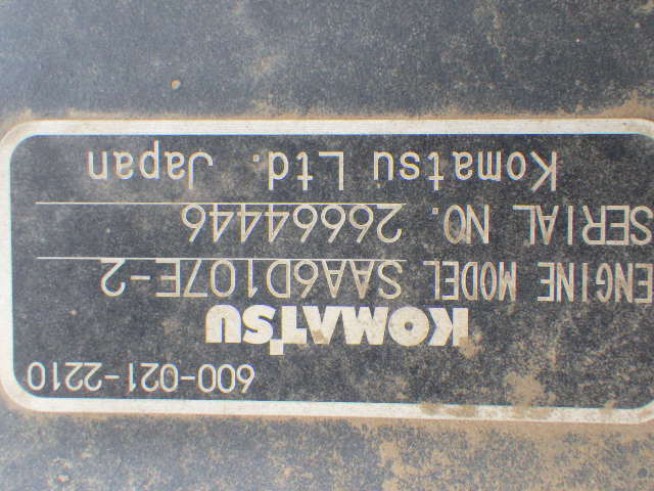 600-021-2210
KOMATSU
ENGINE MODEL SAA6D107E-2
SERIAL NO. 26664446
Komatsu Ltd. Japan